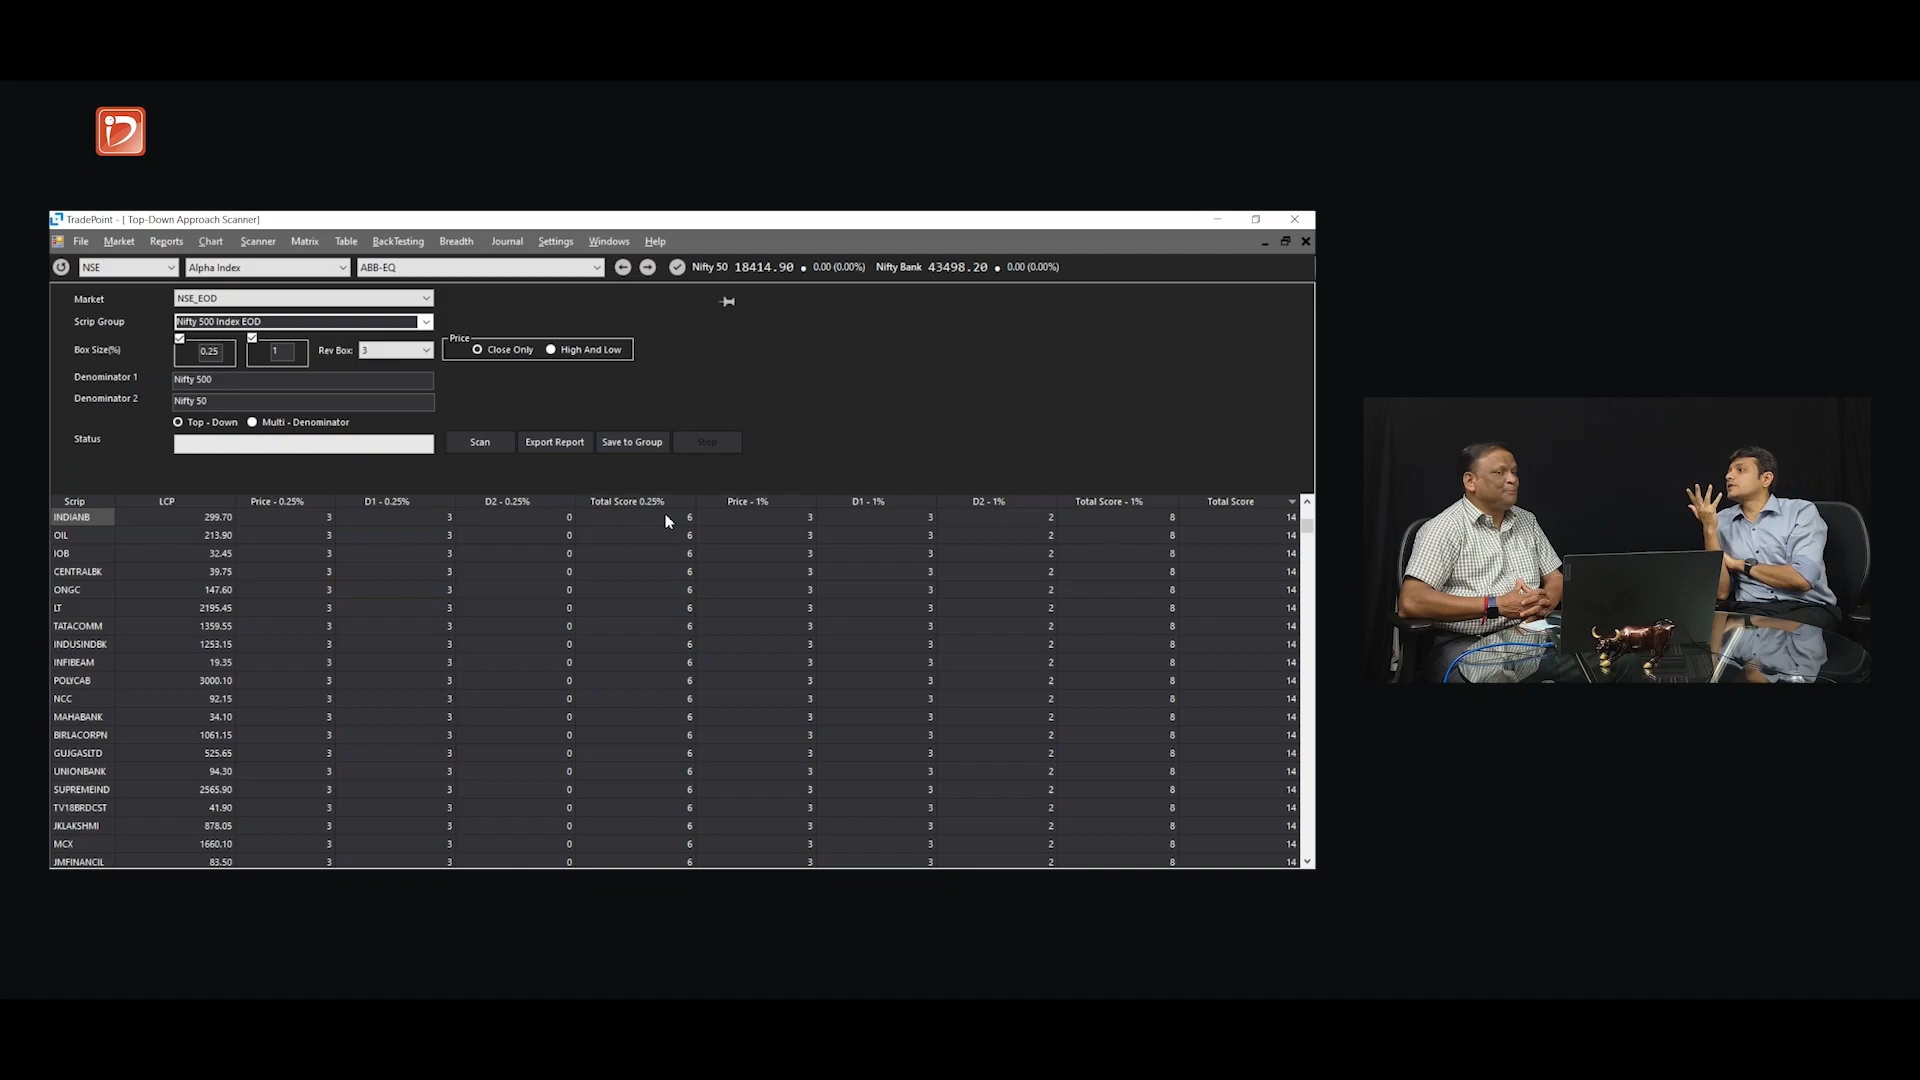 TradePoint - [ Top-Down Approach Scanner]
File Market Reports Chart Scanner Matrix Table BackTesting Breadth Journal Settings Windows Help
NSE Alpha Index ABB-EQ Nifty 50 18414.90 • 0.00 (0.00%) Nifty Bank 43498.20 • 0.00 (0.00%)
Market NSE_EOD
Scrip Group Nifty 500 Index EOD
Box Size(%) 0.25 1 Rev Box: 3 Price Close Only High And Low
Denominator 1 Nifty 500
Denominator 2 Nifty 50
Top - Down Multi - Denominator
Status Scan Export Report Save to Group Stop
Scrip LCP Price - 0.25% D1 - 0.25% D2 - 0.25% Total Score 0.25% Price - 1% D1 - 1% D2 - 1% Total Score - 1% Total Score
INDIANB 299.70 3 3 0 6 3 3 2 8 14
OIL 213.90 3 3 0 6 3 3 2 8 14
IOB 32.45 3 3 0 6 3 3 2 8 14
CENTRALBK 39.75 3 3 0 6 3 3 2 8 14
ONGC 147.60 3 3 0 6 3 3 2 8 14
LT 2195.45 3 3 0 6 3 3 2 8 14
TATACOMM 1359.55 3 3 0 6 3 3 2 8 14
INDUSINDBK 1253.15 3 3 0 6 3 3 2 8 14
INFIBEAM 19.35 3 3 0 6 3 3 2 8 14
POLYCAB 3000.10 3 3 0 6 3 3 2 8 14
NCC 92.15 3 3 0 6 3 3 2 8 14
MAHABANK 34.10 3 3 0 6 3 3 2 8 14
BIRLACORPN 1061.15 3 3 0 6 3 3 2 8 14
GUJGASLTD 525.65 3 3 0 6 3 3 2 8 14
UNIONBANK 94.30 3 3 0 6 3 3 2 8 14
SUPREMEIND 2565.90 3 3 0 6 3 3 2 8 14
TV18BRDCST 41.90 3 3 0 6 3 3 2 8 14
JKLAKSHMI 878.05 3 3 0 6 3 3 2 8 14
MCX 1660.10 3 3 0 6 3 3 2 8 14
JMFINANCIL 83.50 3 3 0 6 3 3 2 8 14